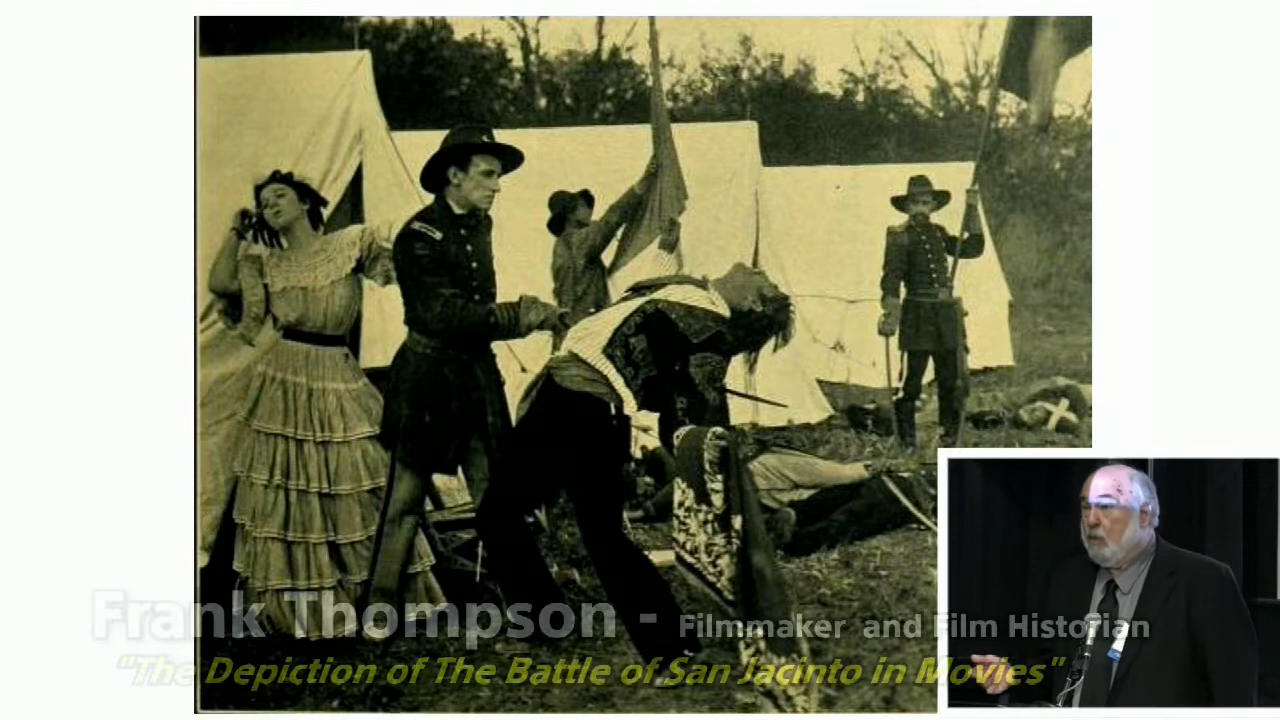 Frank Thompson - Filmmaker and Film Historian
"The Depiction of The Battle of San Jacinto in Movies"